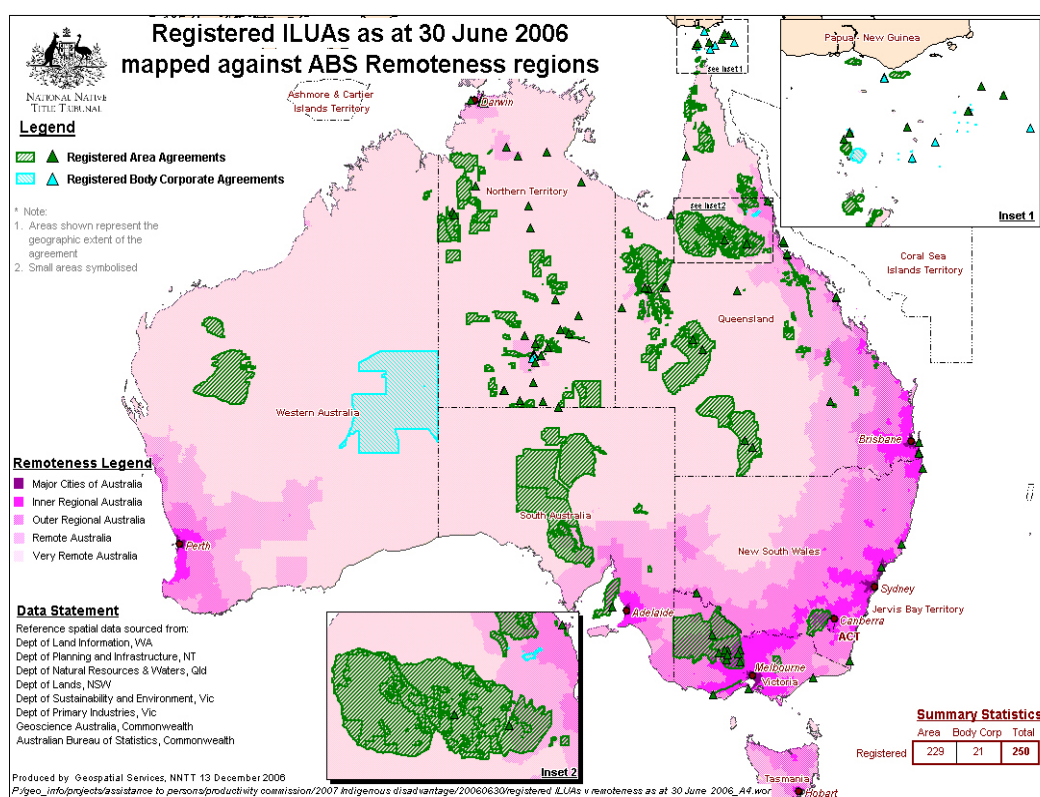 Registered ILUAs as at 30 June 2006
mapped against ABS Remoteness regions
NATIONAL NATIVE
TITLE TRIBUNAL
Legend
Registered Area Agreements
Registered Body Corporate Agreements
* Note:
1. Areas shown represent the
geographic extent of the
agreement
2. Small areas symbolised
Ashmore & Cartier
Islands Territory
Darwin
see Inset 1
Papua - New Guinea
Inset 1
Northern Territory
see Inset 2
Coral Sea
Islands Territory
Queensland
Western Australia
Brisbane
South Australia
New South Wales
Perth
Adelaide
Sydney
Jervis Bay Territory
Canberra
ACT
Melbourne
Victoria
Tasmania
Hobart
Remoteness Legend
Major Cities of Australia
Inner Regional Australia
Outer Regional Australia
Remote Australia
Very Remote Australia
Data Statement
Reference spatial data sourced from:
Dept of Land Information, WA
Dept of Planning and Infrastructure, NT
Dept of Natural Resources & Waters, Qld
Dept of Lands, NSW
Dept of Sustainability and Environment, Vic
Dept of Primary Industries, Vic
Geoscience Australia, Commonwealth
Australian Bureau of Statistics, Commonwealth
Inset 2
Summary Statistics
Area Body Corp Total
Registered 229 21 250
Produced by Geospatial Services, NNTT 13 December 2006
P:/geo_info/projects/assistance to persons/productivity commission/2007 Indigenous disadvantage/20060630/registered ILUAs v remoteness as at 30 June 2006_A4.wor